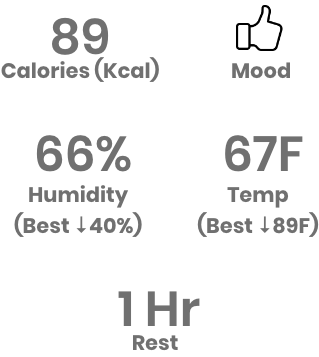 89
Calories (Kcal)
Mood
66%
67F
Humidity
Temp
(Best ↓40%)
(Best ↓89F)
1 Hr
Rest